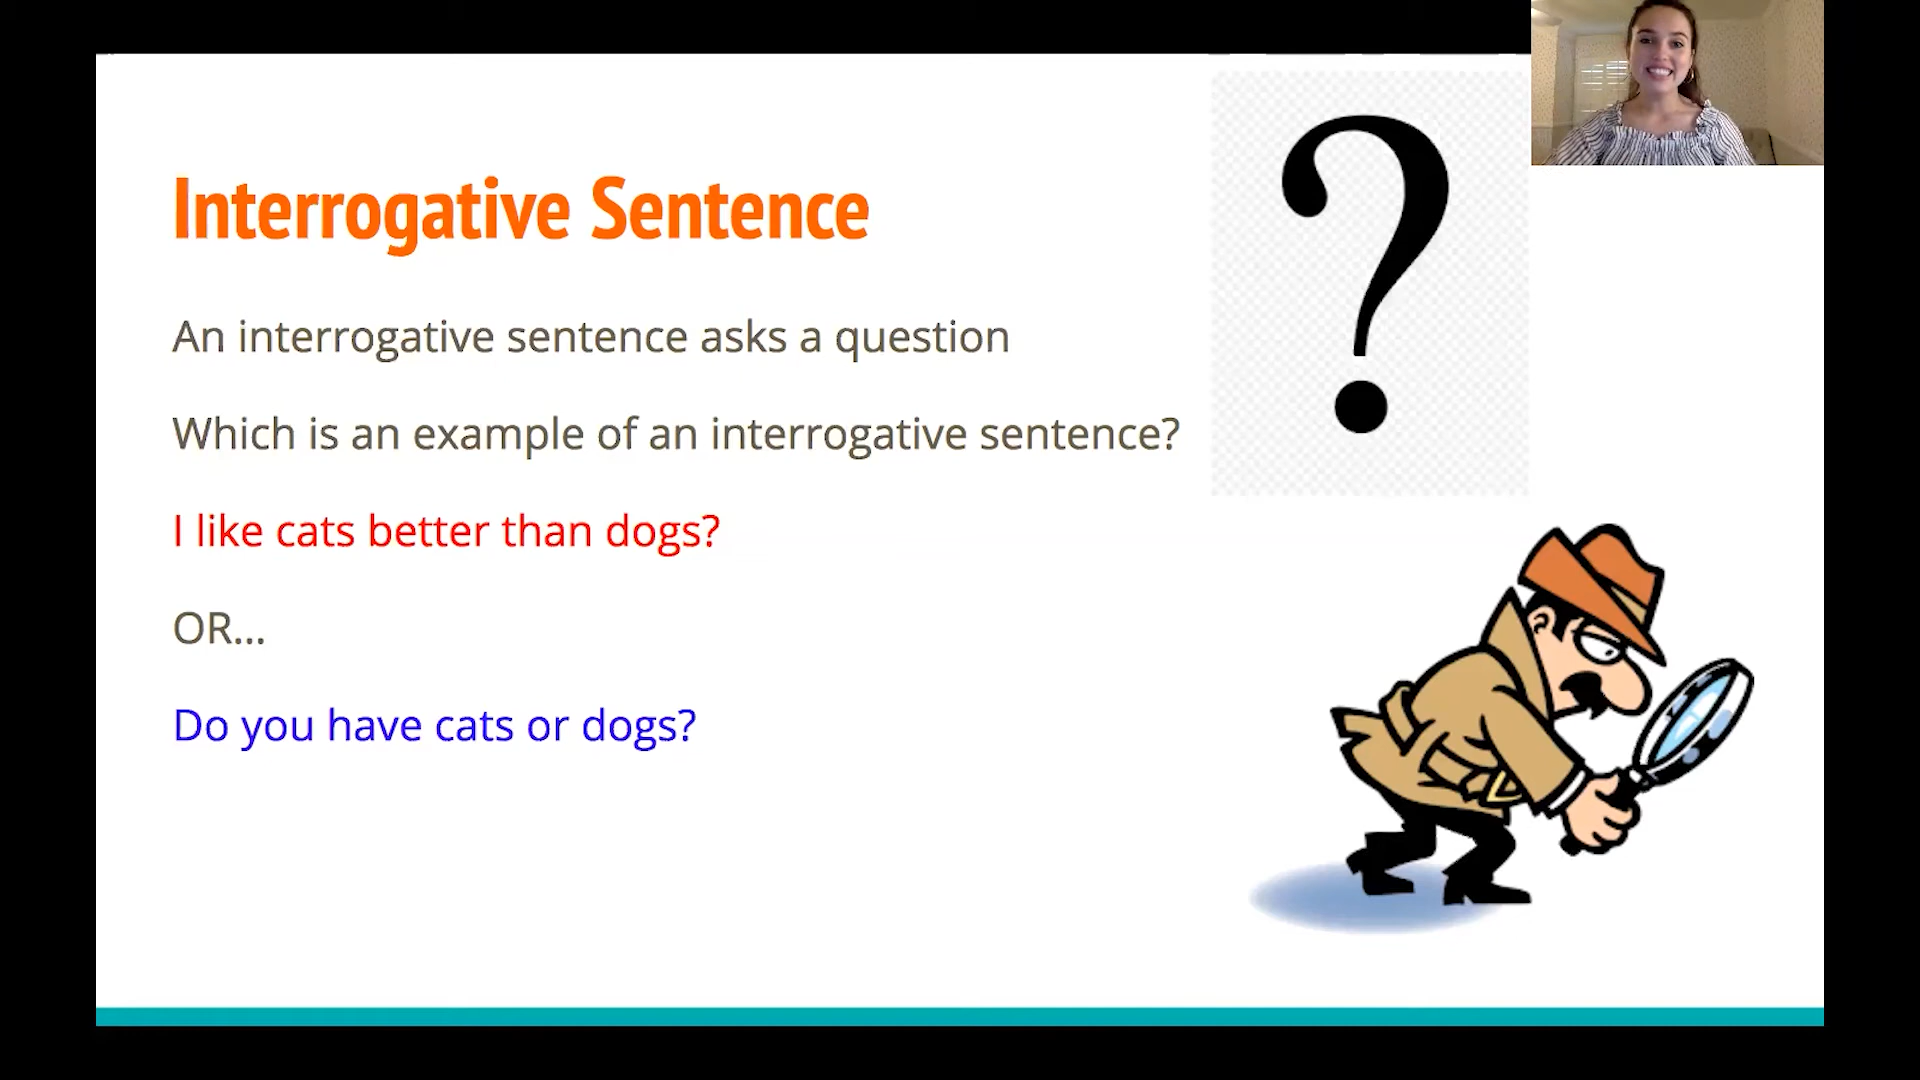 Interrogative Sentence
An interrogative sentence asks a question
Which is an example of an interrogative sentence?
I like cats better than dogs?
OR...
Do you have cats or dogs?
?